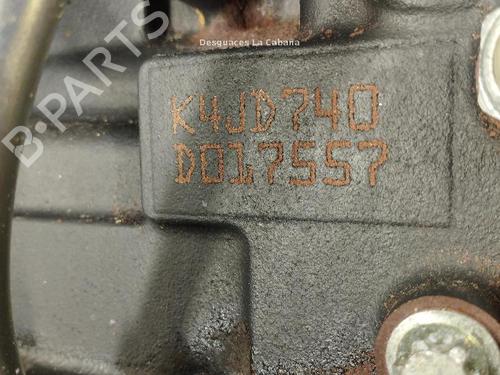 Desguaces La Cabaña
K4JD740
D017557
B-PARTS